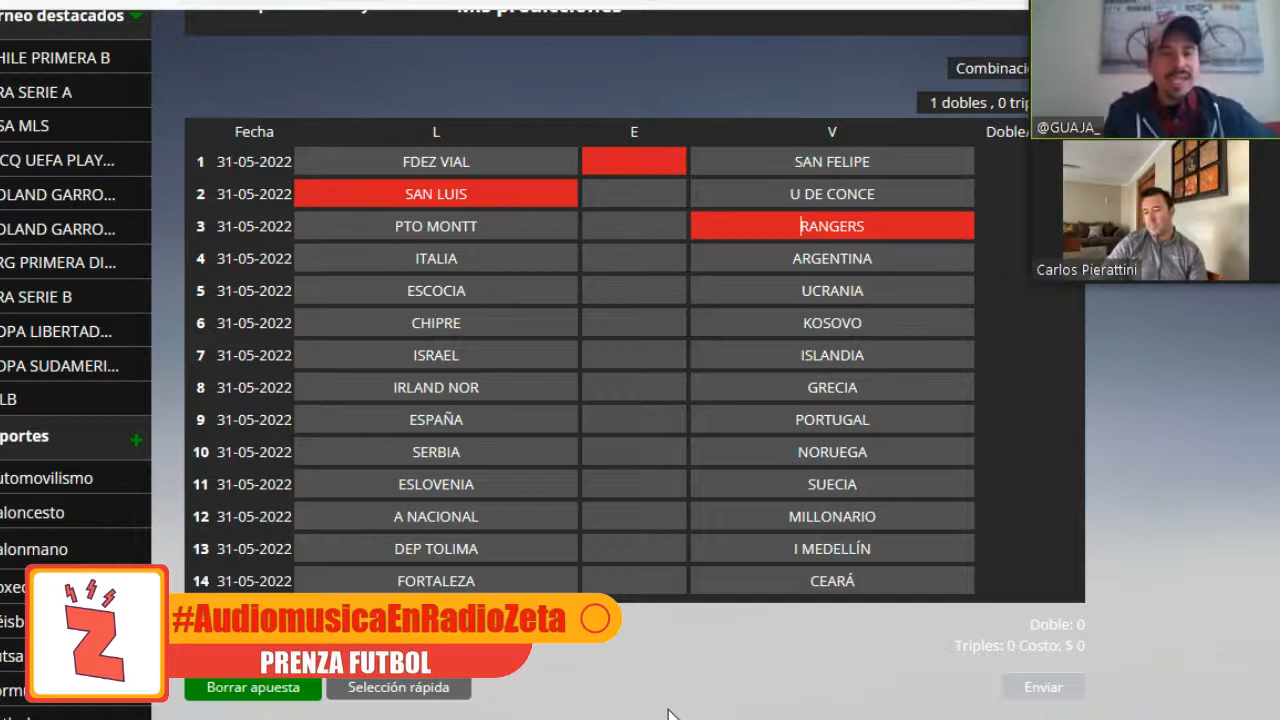 rneo destacados
Mis predicciones
HILE PRIMERA B
RA SERIE A
SA MLS
CQ UEFA PLAY...
OLAND GARRO...
OLAND GARRO...
RG PRIMERA DI...
RA SERIE B
OPA LIBERTAD...
OPA SUDAMERI...
LB
portes
utomovilismo
aloncesto
alonmano
Combinaci
1 dobles , 0 trip
Fecha L E V Doble/
1 31-05-2022 FDEZ VIAL SAN FELIPE
2 31-05-2022 SAN LUIS U DE CONCE
3 31-05-2022 PTO MONTT RANGERS
4 31-05-2022 ITALIA ARGENTINA
5 31-05-2022 ESCOCIA UCRANIA
6 31-05-2022 CHIPRE KOSOVO
7 31-05-2022 ISRAEL ISLANDIA
8 31-05-2022 IRLAND NOR GRECIA
9 31-05-2022 ESPAÑA PORTUGAL
10 31-05-2022 SERBIA NORUEGA
11 31-05-2022 ESLOVENIA SUECIA
12 31-05-2022 A NACIONAL MILLONARIO
13 31-05-2022 DEP TOLIMA I MEDELLÍN
14 31-05-2022 FORTALEZA CEARÁ
@GUAJA_
Carlos Pierattini
#AudiomusicaEnRadioZeta
PRENZA FUTBOL
Doble: 0
Triples: 0 Costo: $ 0
Borrar apuesta
Selección rápida
Enviar